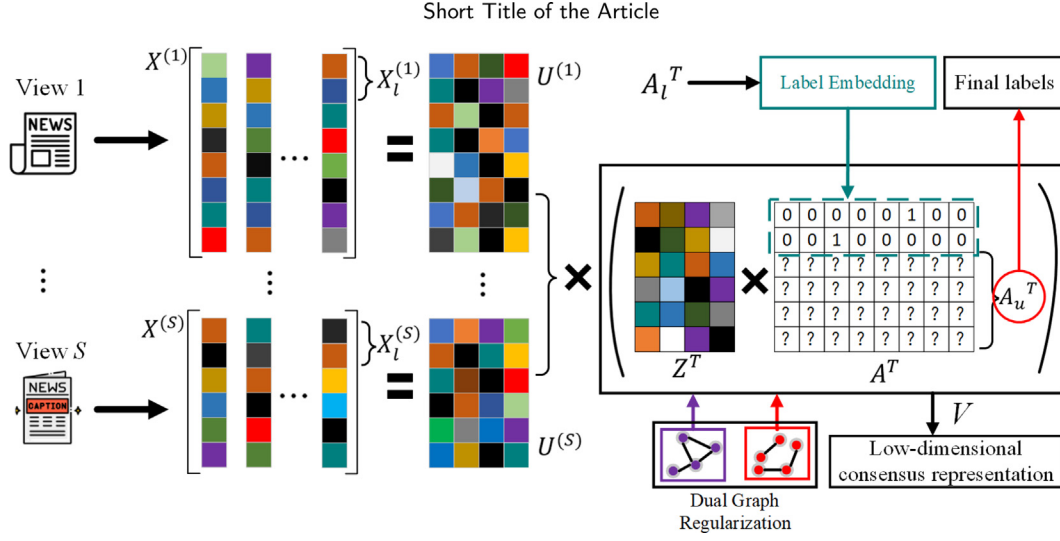 Short Title of the Article
View 1
NEWS
X^(1)
X_l^(1)
U^(1)
...
=
A_l^T
Label Embedding
Final labels
0 0 0 0 0 1 0 0
0 0 1 0 0 0 0 0
? ? ? ? ? ? ? ?
? ? ? ? ? ? ? ?
? ? ? ? ? ? ? ?
? ? ? ? ? ? ? ?
A_u^T
×
×
Z^T
A^T
View S
NEWS
CAPTION
X^(S)
X_l^(S)
U^(S)
...
=
V
Low-dimensional
consensus representation
Dual Graph
Regularization